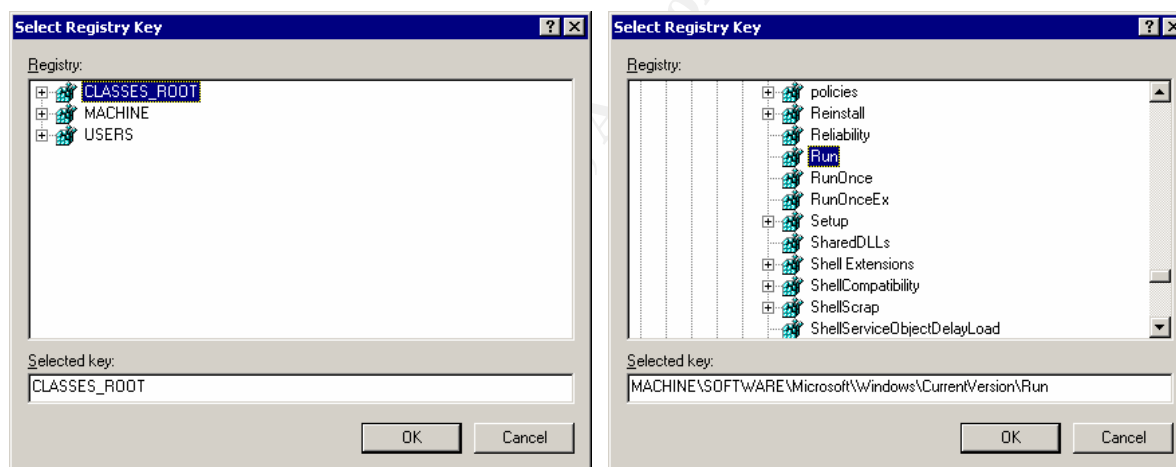 Select Registry Key
Registry:
CLASSES_ROOT
MACHINE
USERS
Selected key:
CLASSES_ROOT
OK
Cancel
Select Registry Key
Registry:
policies
Reinstall
Reliability
Run
RunOnce
RunOnceEx
Setup
SharedDLLs
Shell Extensions
ShellCompatibility
ShellScrap
ShellServiceObjectDelayLoad
Selected key:
MACHINE\SOFTWARE\Microsoft\Windows\CurrentVersion\Run
OK
Cancel